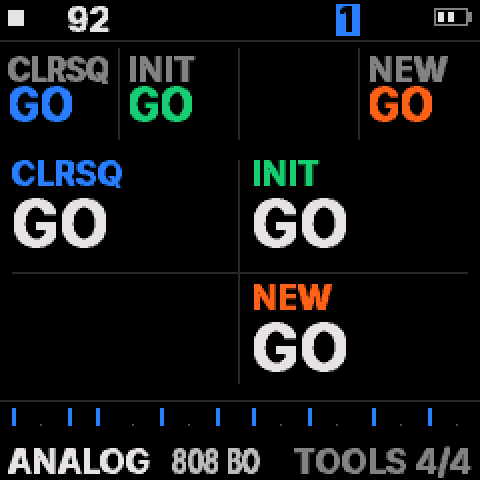 92 1
CLRSQ INIT NEW
GO GO GO
CLRSQ INIT
GO GO
NEW
GO
ANALOG 808 BO TOOLS 4/4